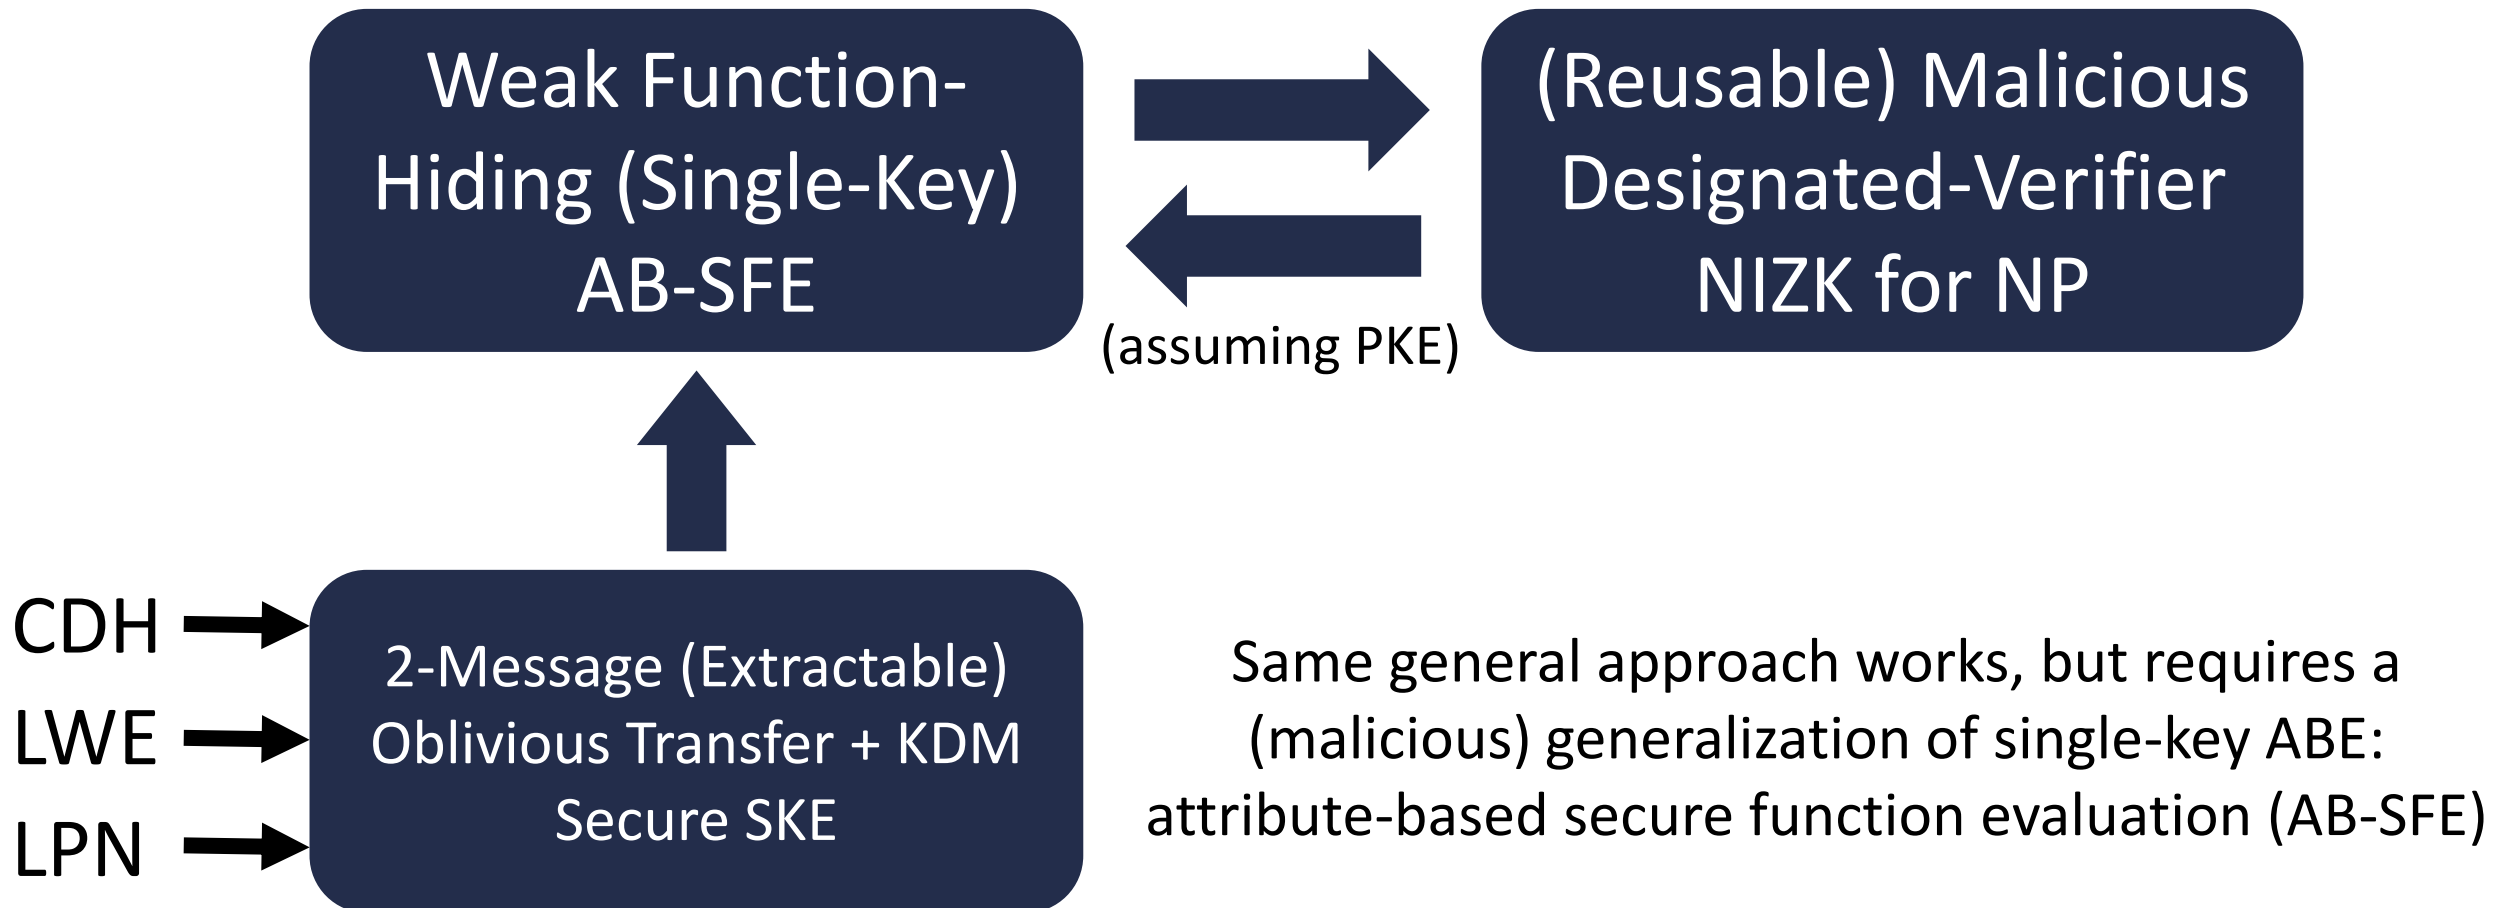 Weak Function-
Hiding (Single-Key)
AB-SFE
(assuming PKE)
(Reusable) Malicious
Designated-Verifier
NIZK for NP
CDH
LWE
LPN
2-Message (Extractable)
Oblivious Transfer + KDM
Secure SKE
Same general approach works, but requires a
(malicious) generalization of single-key ABE:
attribute-based secure function evaluation (AB-SFE)